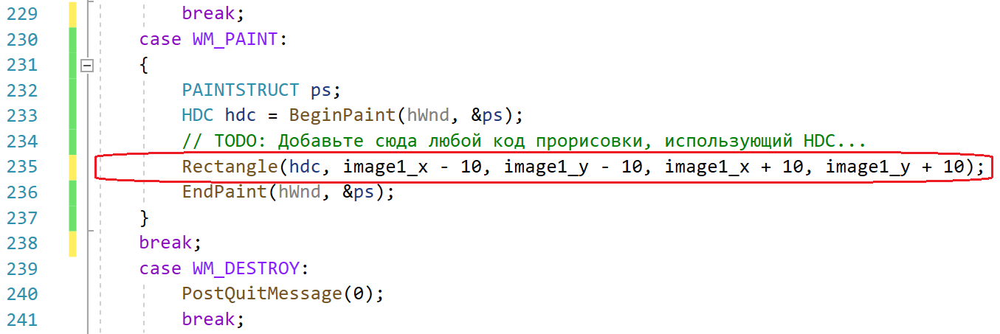 229 break;
230 case WM_PAINT:
231 {
232 PAINTSTRUCT ps;
233 HDC hdc = BeginPaint(hWnd, &ps);
234 // TODO: Добавьте сюда любой код прорисовки, использующий HDC...
235 Rectangle(hdc, image1_x - 10, image1_y - 10, image1_x + 10, image1_y + 10);
236 EndPaint(hWnd, &ps);
237 }
238 break;
239 case WM_DESTROY:
240 PostQuitMessage(0);
241 break;